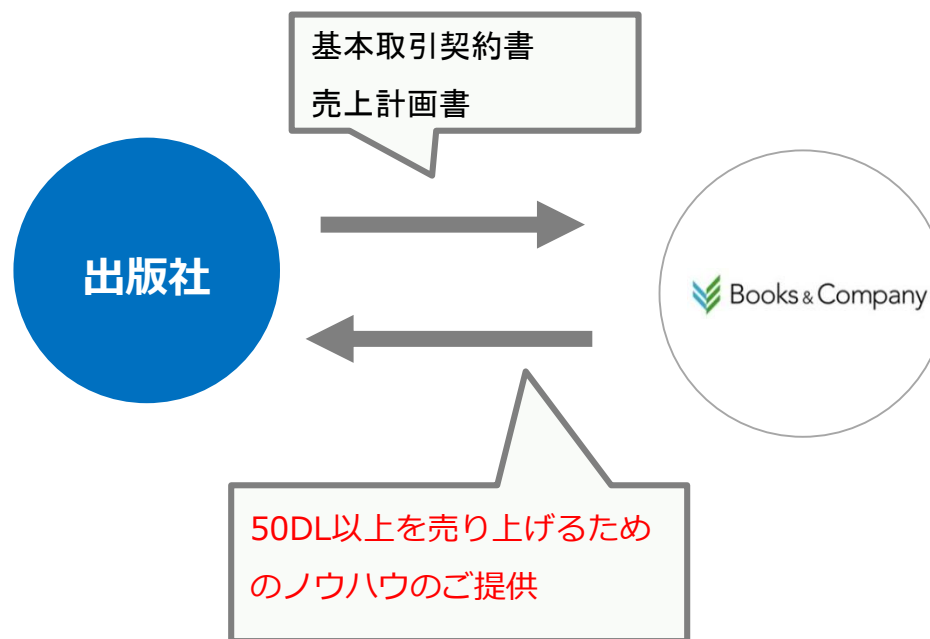 基本取引契約書
売上計画書
出版社
Books & Company
50DL以上を売り上げるため
のノウハウのご提供